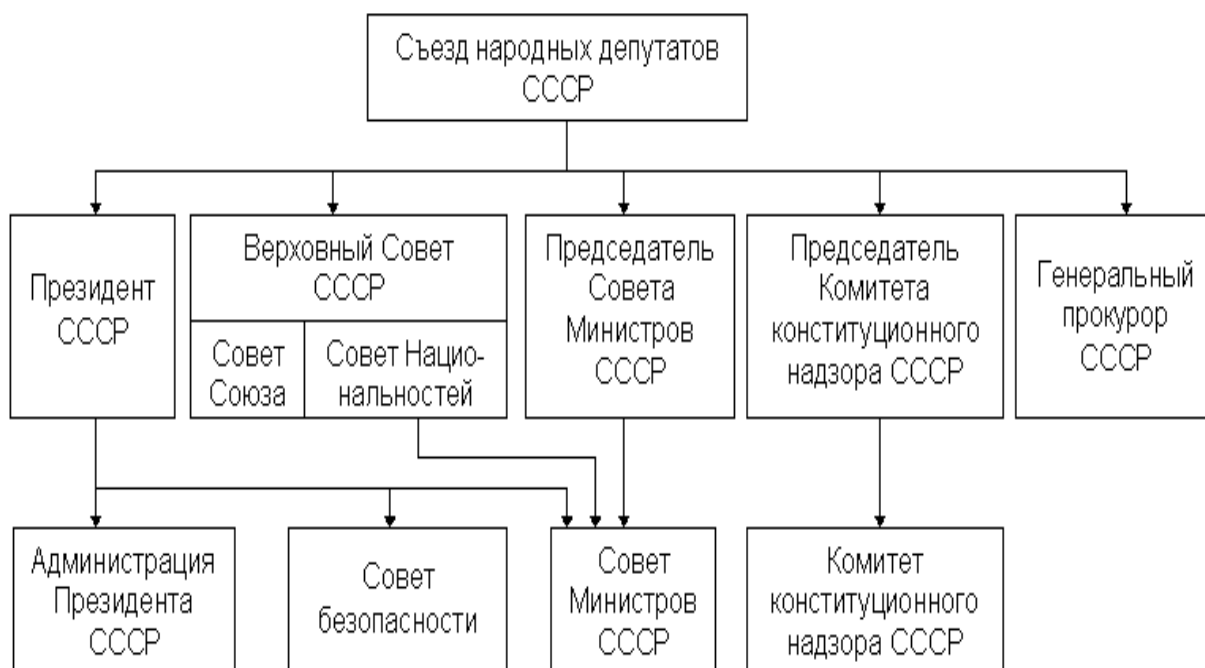 Съезд народных депутатов
СССР
Президент
СССР
Верховный Совет
СССР
Совет
Союза
Совет Нацио-
нальностей
Председатель
Совета
Министров
СССР
Председатель
Комитета
конституционного
надзора СССР
Генеральный
прокурор
СССР
Администрация
Президента
СССР
Совет
безопасности
Совет
Министров
СССР
Комитет
конституционного
надзора СССР